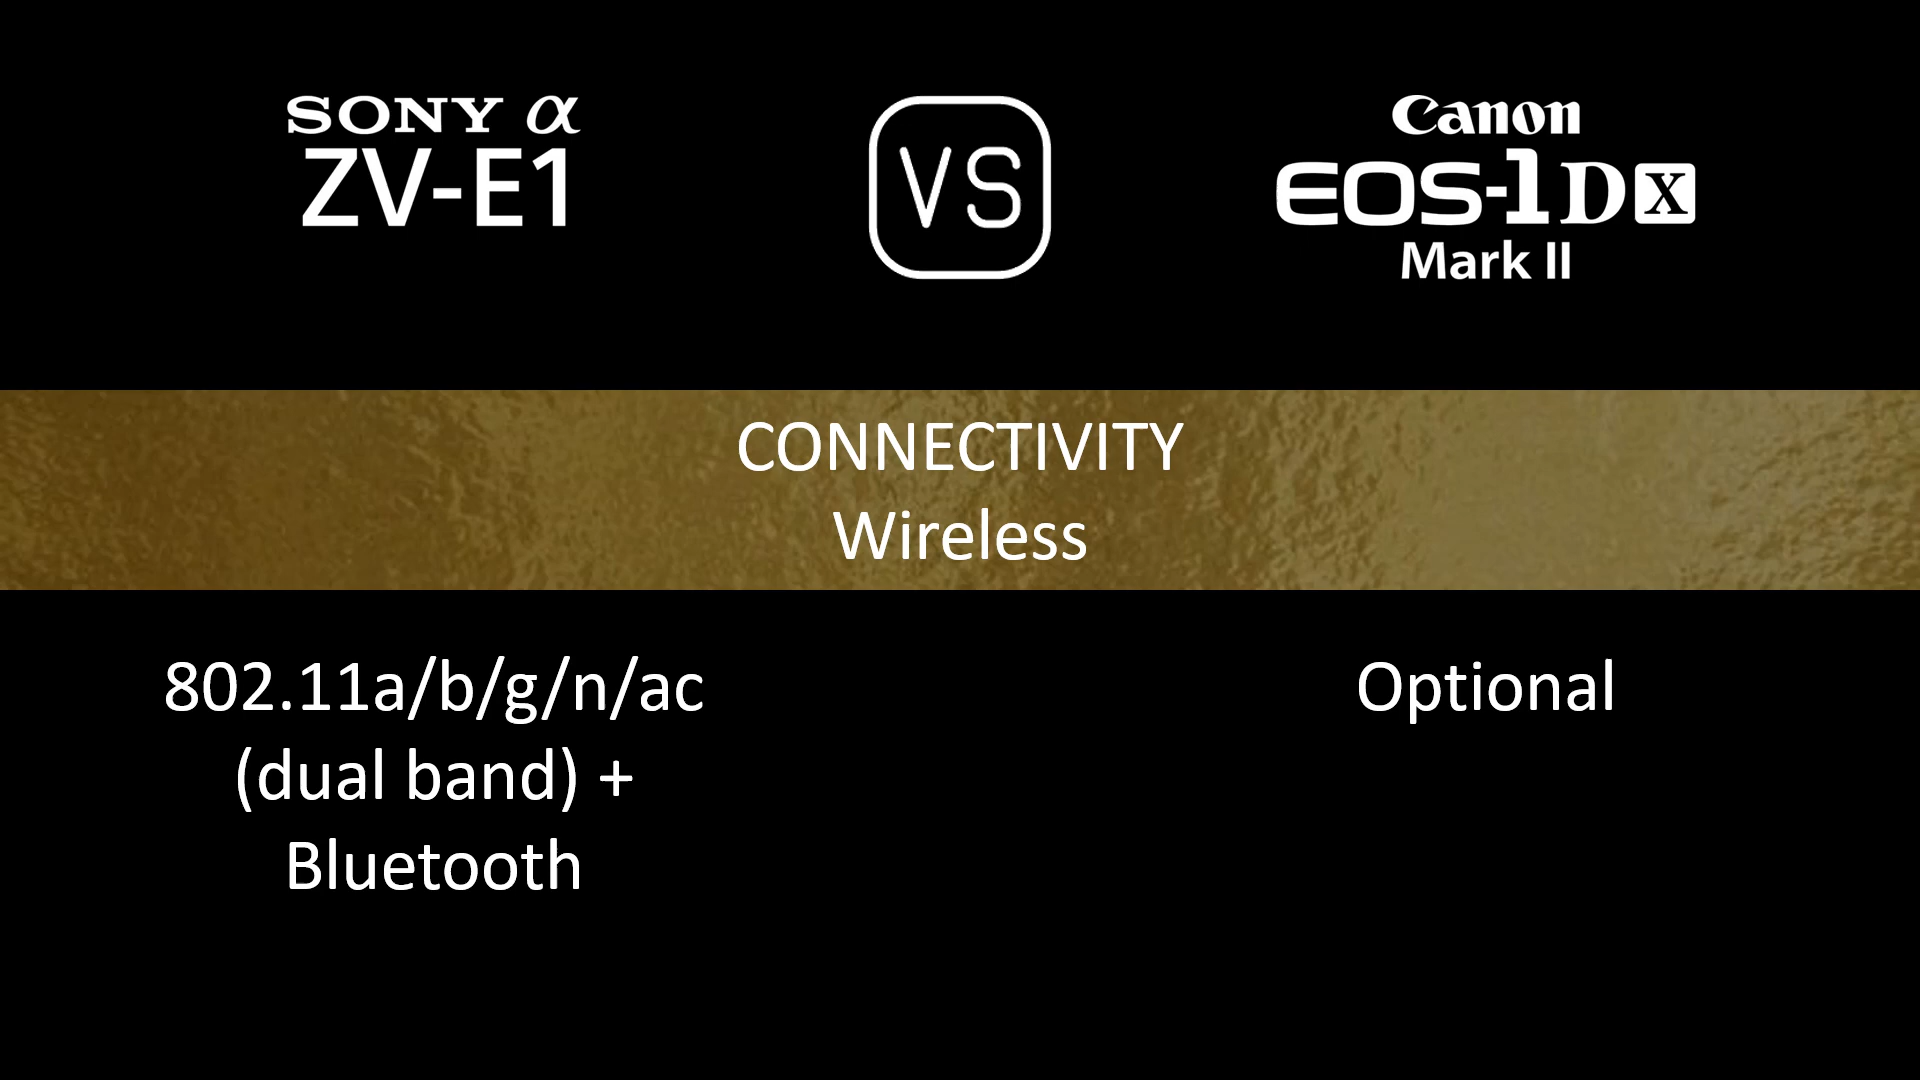 SONY α
ZV-E1
VS
Canon
EOS-1D X
Mark II
CONNECTIVITY
Wireless
802.11a/b/g/n/ac
(dual band) +
Bluetooth
Optional